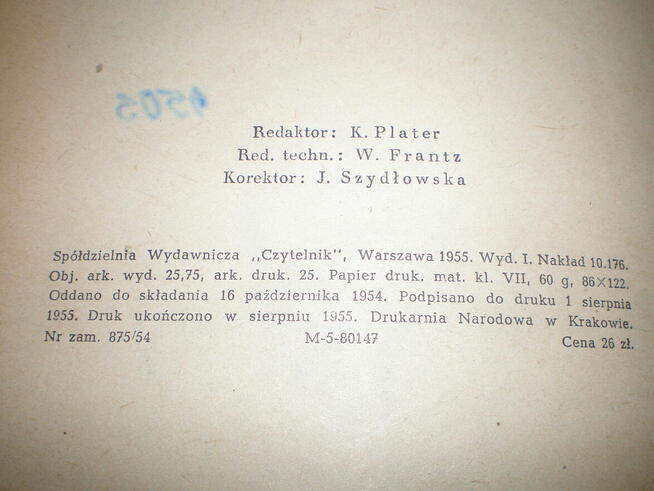 Redaktor: K. Plater
Red. techn.: W. Frantz
Korektor: J. Szydłowska
Spółdzielnia Wydawnicza „Czytelnik”, Warszawa 1955. Wyd. I. Nakład 10.176.
Obj. ark. wyd. 25,75, ark. druk. 25. Papier druk. mat. kl. VII, 60 g, 86×122.
Oddano do składania 16 października 1954. Podpisano do druku 1 sierpnia
1955. Druk ukończono w sierpniu 1955. Drukarnia Narodowa w Krakowie.
Nr zam. 875/54 M-5-80147 Cena 26 zł.